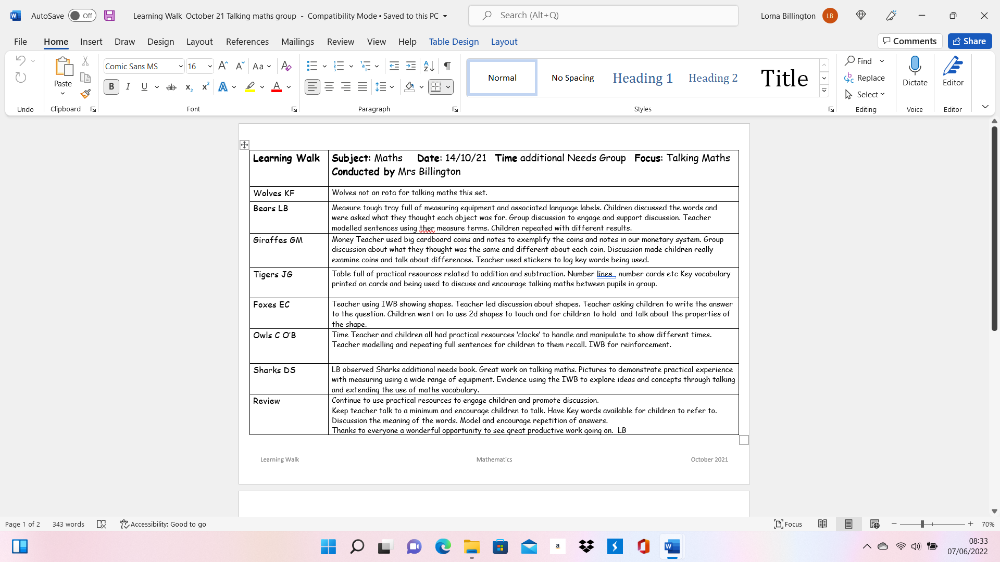 AutoSave Off Learning Walk October 21 Talking maths group - Compatibility Mode • Saved to this PC Search (Alt+Q) Lorna Billington LB
File Home Insert Draw Design Layout References Mailings Review View Help Table Design Layout Comments Share
Comic Sans MS 16 Aa
Paste
B I U ab x2 x2 A A
Normal No Spacing Heading 1 Heading 2 Title
Find
Replace
Select
Dictate
Editor
Undo Clipboard Font Paragraph Styles Editing Voice Editor
Learning Walk Subject: Maths Date: 14/10/21 Time additional Needs Group Focus: Talking Maths
Conducted by Mrs Billington
Wolves KF Wolves not on rota for talking maths this set.
Bears LB Measure tough tray full of measuring equipment and associated language labels. Children discussed the words and
were asked what they thought each object was for. Group discussion to engage and support discussion. Teacher
modelled sentences using ther measure terms. Children repeated with different results.
Giraffes GM Money Teacher used big cardboard coins and notes to exemplify the coins and notes in our monetary system. Group
discussion about what they thought was the same and different about each coin. Discussion made children really
examine coins and talk about differences. Teacher used stickers to log key words being used.
Tigers JG Table full of practical resources related to addition and subtraction. Number lines , number cards etc Key vocabulary
printed on cards and being used to discuss and encourage talking maths between pupils in group.
Foxes EC Teacher using IWB showing shapes. Teacher led discussion about shapes. Teacher asking children to write the answer
to the question. Children went on to use 2d shapes to touch and for children to hold and talk about the properties of
the shape.
Owls C O'B Time Teacher and children all had practical resources 'clocks' to handle and manipulate to show different times.
Teacher modelling and repeating full sentences for children to them recall. IWB for reinforcement.
Sharks DS LB observed Sharks additional needs book. Great work on talking maths. Pictures to demonstrate practical experience
with measuring using a wide range of equipment. Evidence using the IWB to explore ideas and concepts through talking
and extending the use of maths vocabulary.
Review Continue to use practical resources to engage children and promote discussion.
Keep teacher talk to a minimum and encourage children to talk. Have Key words available for children to refer to.
Discussion the meaning of the words. Model and encourage repetition of answers.
Thanks to everyone a wonderful opportunity to see great productive work going on. LB
Learning Walk Mathematics October 2021
Page 1 of 2 343 words Accessibility: Good to go Focus 70%
08:33
07/06/2022